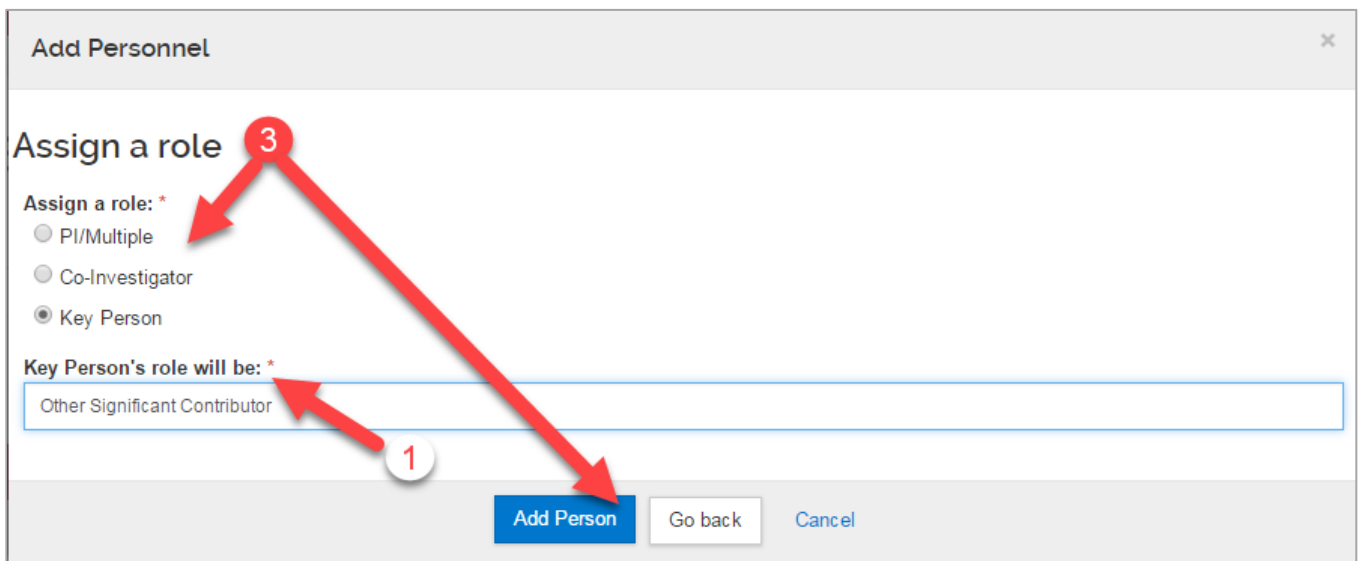 Add Personnel ×
Assign a role 3
Assign a role: *
PI/Multiple
Co-Investigator
Key Person
Key Person's role will be: *
Other Significant Contributor
1
Add Person Go back Cancel